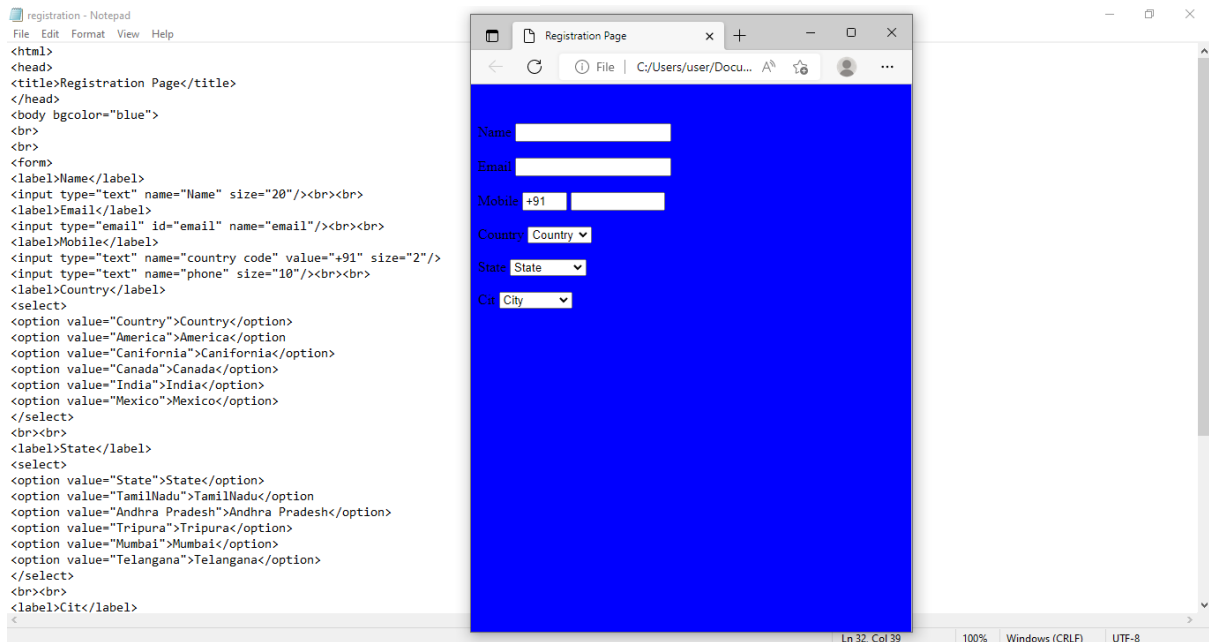 registration - Notepad
File Edit Format View Help
<html>
<head>
<title>Registration Page</title>
</head>
<body bgcolor="blue">
<br>
<br>
<form>
<label>Name</label>
<input type="text" name="Name" size="20"/><br><br>
<label>Email</label>
<input type="email" id="email" name="email"/><br><br>
<label>Mobile</label>
<input type="text" name="country code" value="+91" size="2"/>
<input type="text" name="phone" size="10"/><br><br>
<label>Country</label>
<select>
<option value="Country">Country</option>
<option value="America">America</option
<option value="Canifornia">Canifornia</option>
<option value="Canada">Canada</option>
<option value="India">India</option>
<option value="Mexico">Mexico</option>
</select>
<br><br>
<label>State</label>
<select>
<option value="State">State</option>
<option value="TamilNadu">TamilNadu</option
<option value="Andhra Pradesh">Andhra Pradesh</option>
<option value="Tripura">Tripura</option>
<option value="Mumbai">Mumbai</option>
<option value="Telangana">Telangana</option>
</select>
<br><br>
<label>Cit</label>
Registration Page
File C:/Users/user/Docu...
Name
Email
Mobile +91
Country Country
State State
Cit City
Ln 32, Col 39 100% Windows (CRLF) UTF-8